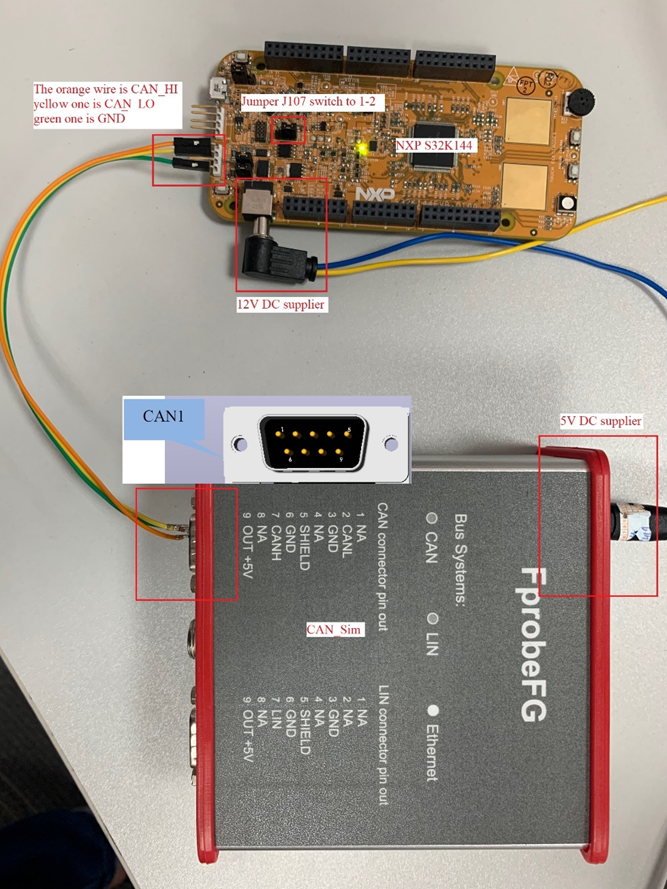 The orange wire is CAN_HI
yellow one is CAN_LO
green one is GND
Jumper J107 switch to 1-2
NXP S32K144
NXP
12V DC supplier
CAN1
5V DC supplier
FprobeFG
Bus Systems:
CAN
LIN
Ethernet
CAN connector pin out
1 NA
2 CANL
3 GND
4 NA
5 SHIELD
6 GND
7 CANH
8 NA
9 OUT +5V
CAN_Sim
LIN connector pin out
1 NA
2 NA
3 GND
4 NA
5 SHIELD
6 GND
7 LIN
8 NA
9 OUT +5V